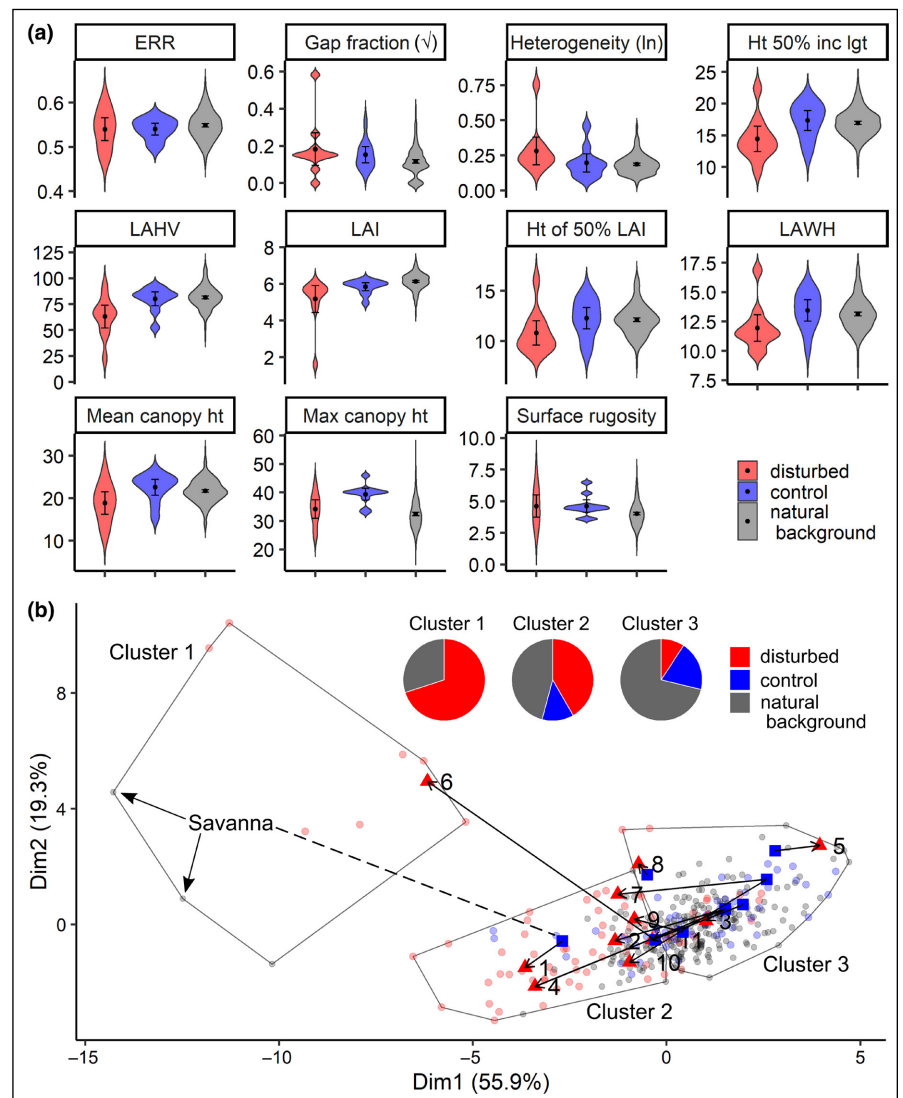 (a)
ERR
Gap fraction (√)
Heterogeneity (ln)
Ht 50% inc lgt
0.6
0.5
0.4
0.6
0.4
0.2
0.0
0.75
0.50
0.25
0.00
25
20
15
10
LAHV
LAI
Ht of 50% LAI
LAWH
125
100
75
50
25
0
8
6
4
2
15
10
17.5
15.0
12.5
10.0
7.5
Mean canopy ht
Max canopy ht
Surface rugosity
30
20
10
60
50
40
30
20
10.0
7.5
5.0
2.5
0.0
disturbed
control
natural
background
(b)
Cluster 1
Cluster 2
Cluster 3
disturbed
control
natural
background
Cluster 1
Savanna
6
5
8
7
9
3
2
11
10
1
4
Cluster 3
Cluster 2
8
4
0
Dim2 (19.3%)
−15
−10
−5
0
5
Dim1 (55.9%)